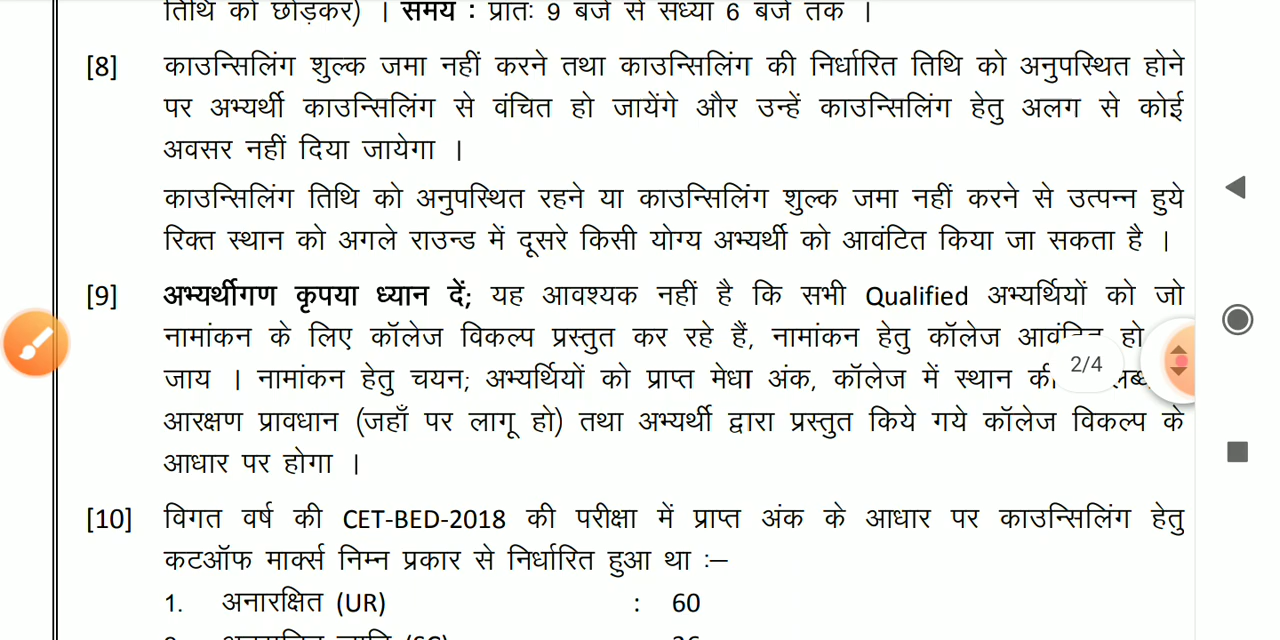 तिथि को छोड़कर) । समय : प्रातः 9 बजे से संध्या 6 बजे तक ।
[8] काउन्सिलिंग शुल्क जमा नहीं करने तथा काउन्सिलिंग की निर्धारित तिथि को अनुपस्थित होने
पर अभ्यर्थी काउन्सिलिंग से वंचित हो जायेंगे और उन्हें काउन्सिलिंग हेतु अलग से कोई
अवसर नहीं दिया जायेगा ।
काउन्सिलिंग तिथि को अनुपस्थित रहने या काउन्सिलिंग शुल्क जमा नहीं करने से उत्पन्न हुये
रिक्त स्थान को अगले राउन्ड में दूसरे किसी योग्य अभ्यर्थी को आवंटित किया जा सकता है ।
[9] अभ्यर्थीगण कृपया ध्यान दें; यह आवश्यक नहीं है कि सभी Qualified अभ्यर्थियों को जो
नामांकन के लिए कॉलेज विकल्प प्रस्तुत कर रहे हैं, नामांकन हेतु कॉलेज आवंटित हो
2/4
जाय । नामांकन हेतु चयन; अभ्यर्थियों को प्राप्त मेधा अंक, कॉलेज में स्थान की
आरक्षण प्रावधान (जहाँ पर लागू हो) तथा अभ्यर्थी द्वारा प्रस्तुत किये गये कॉलेज विकल्प के
आधार पर होगा ।
[10] विगत वर्ष की CET-BED-2018 की परीक्षा में प्राप्त अंक के आधार पर काउन्सिलिंग हेतु
कटऑफ मार्क्स निम्न प्रकार से निर्धारित हुआ था :–
1. अनारक्षित (UR) : 60